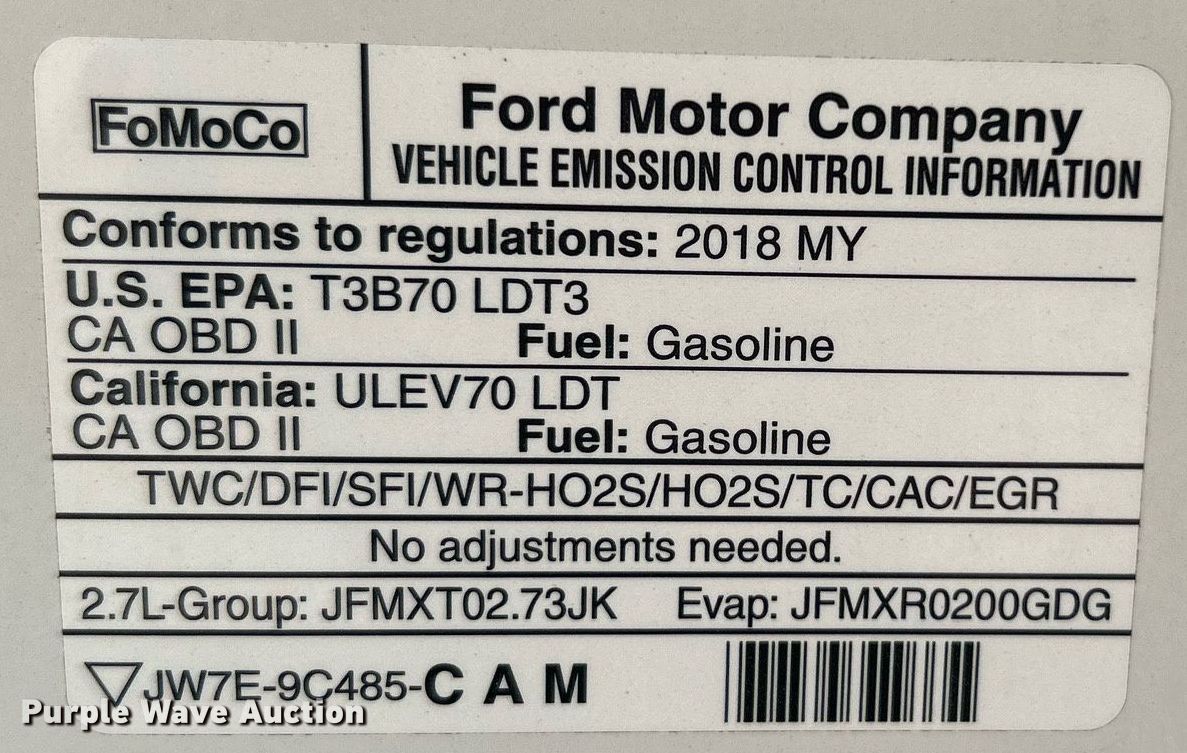 FoMoCo
Ford Motor Company
VEHICLE EMISSION CONTROL INFORMATION
Conforms to regulations: 2018 MY
U.S. EPA: T3B70 LDT3
CA OBD II Fuel: Gasoline
California: ULEV70 LDT
CA OBD II Fuel: Gasoline
TWC/DFI/SFI/WR-HO2S/HO2S/TC/CAC/EGR
No adjustments needed.
2.7L-Group: JFMXT02.73JK Evap: JFMXR0200GDG
JW7E-9C485-C A M
Purple Wave Auction